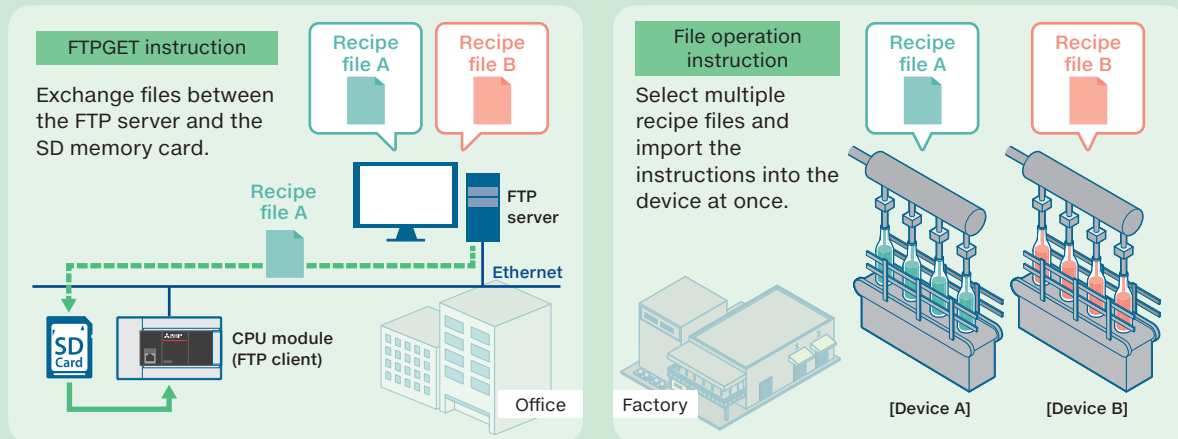 FTPGET instruction
Exchange files between
the FTP server and the
SD memory card.
Recipe
file A
Recipe
file B
Recipe
file A
FTP
server
Ethernet
SD
Card
CPU module
(FTP client)
Office
File operation
instruction
Select multiple
recipe files and
import the
instructions into the
device at once.
Recipe
file A
Recipe
file B
Factory
[Device A]
[Device B]